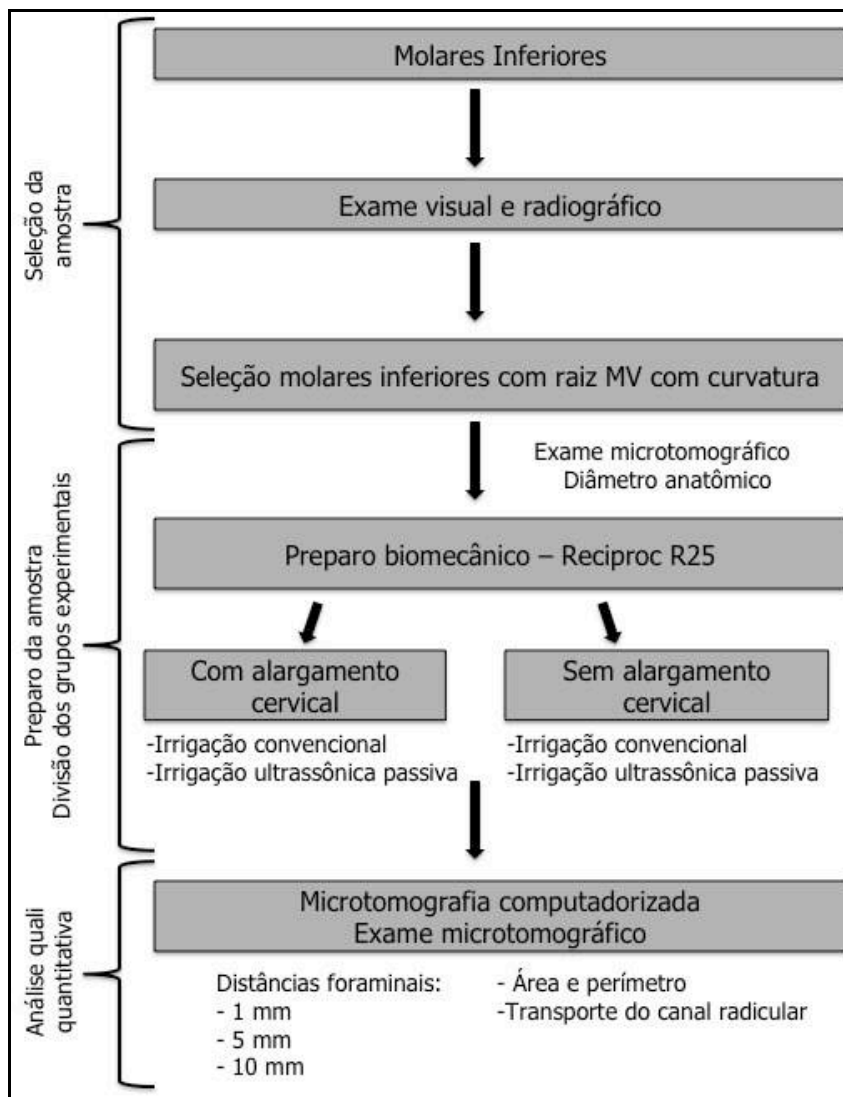 Molares Inferiores
Exame visual e radiográfico
Seleção molares inferiores com raiz MV com curvatura
Seleção da
amostra
Exame microtomográfico
Diâmetro anatômico
Preparo biomecânico – Reciproc R25
Com alargamento
cervical
-Irrigação convencional
-Irrigação ultrassônica passiva
Sem alargamento
cervical
-Irrigação convencional
-Irrigação ultrassônica passiva
Preparo da amostra
Divisão dos grupos experimentais
Microtomografia computadorizada
Exame microtomográfico
Distâncias foraminais:
- 1 mm
- 5 mm
- 10 mm
- Área e perímetro
-Transporte do canal radicular
Análise quali
quantitativa